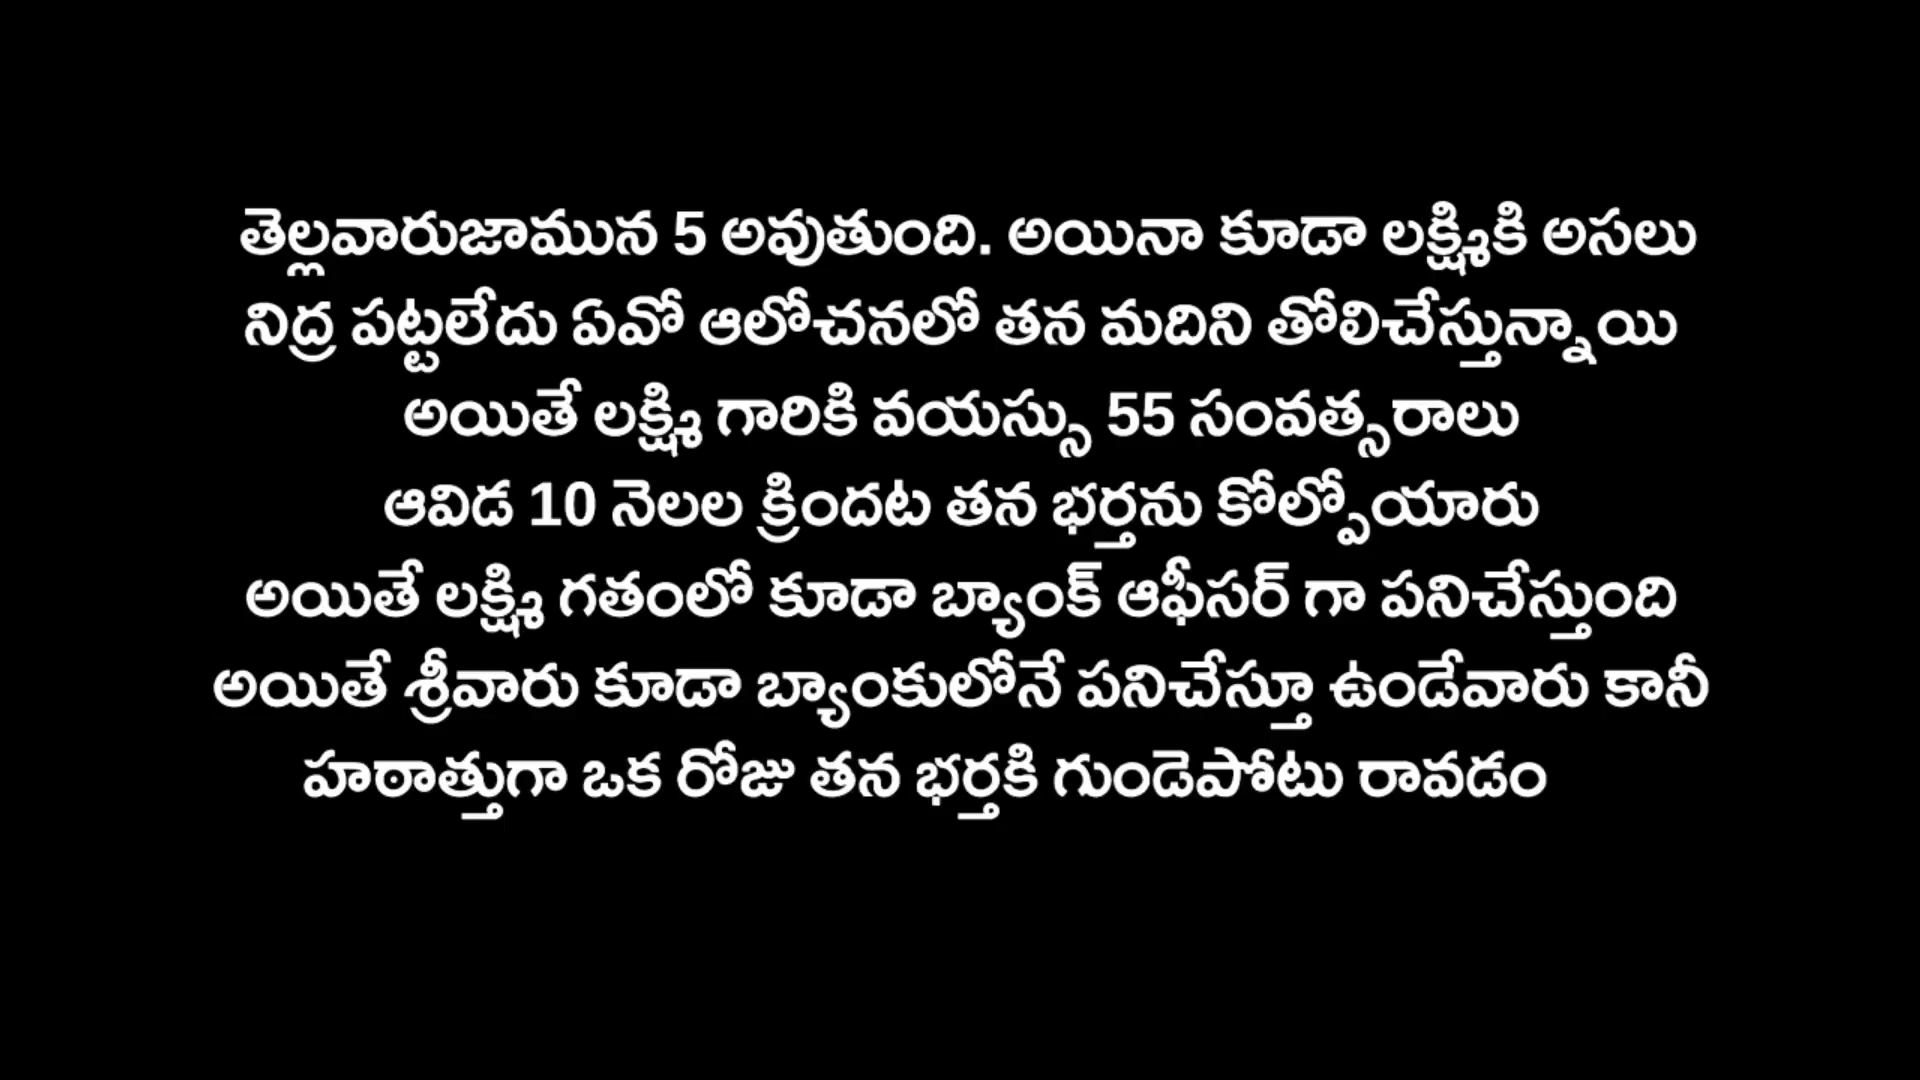 తెల్లవారుజామున 5 అవుతుంది. అయినా కూడా లక్ష్మికి అసలు
నిద్ర పట్టలేదు ఏవో ఆలోచనలో తన మదిని తోలిచేస్తున్నాయి
అయితే లక్ష్మి గారికి వయస్సు 55 సంవత్సరాలు
ఆవిడ 10 నెలల క్రిందట తన భర్తను కోల్పోయారు
అయితే లక్ష్మి గతంలో కూడా బ్యాంక్ ఆఫీసర్ గా పనిచేస్తుంది
అయితే శ్రీవారు కూడా బ్యాంకులోనే పనిచేస్తూ ఉండేవారు కానీ
హఠాత్తుగా ఒక రోజు తన భర్తకి గుండెపోటు రావడం